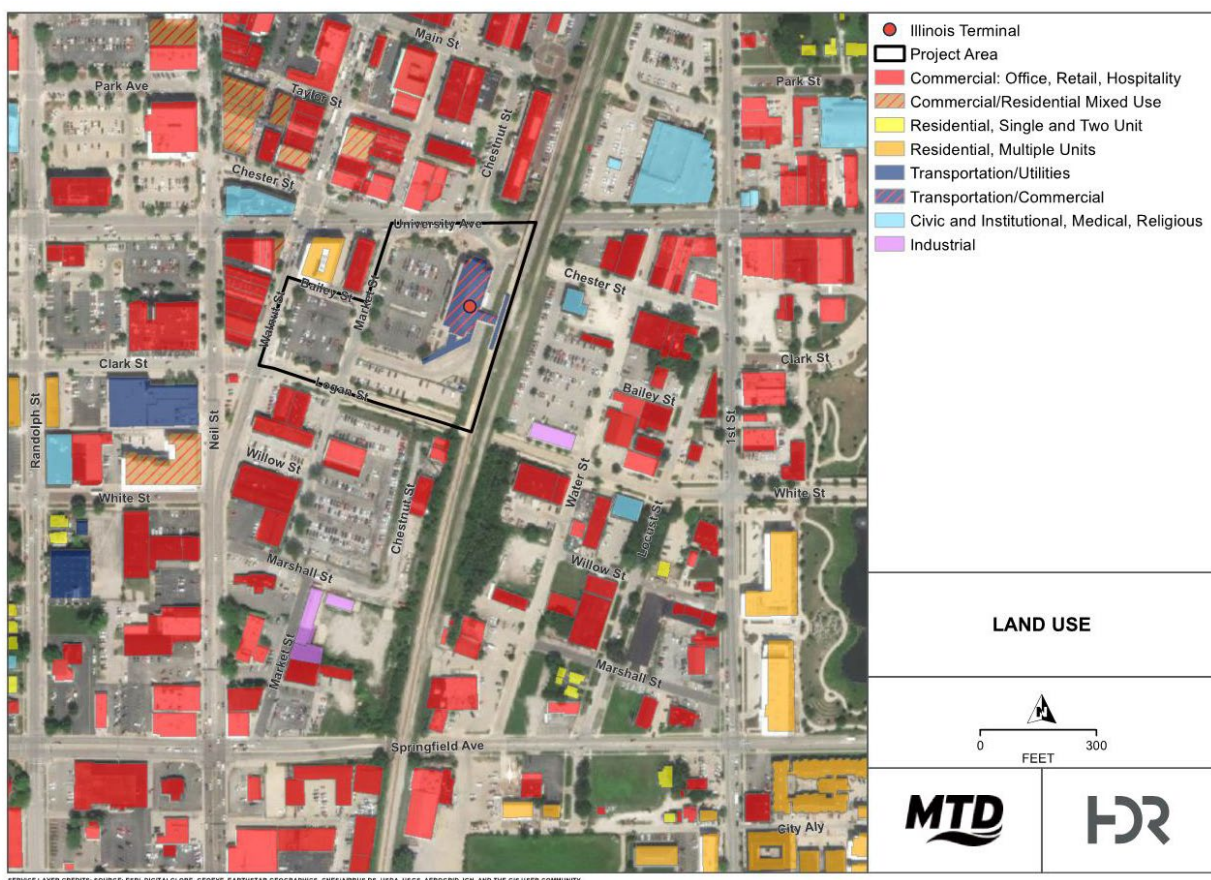 Main St
Park Ave
Taylor St
Park St
Chestnut St
Chester St
University Ave
Walnut St
Bailey St
Market St
Chester St
Clark St
Clark St
Logan St
Bailey St
Randolph St
Neil St
1st St
Willow St
White St
Chestnut St
Water St
White St
Locust St
Marshall St
Willow St
Market St
Marshall St
Springfield Ave
City Aly
Illinois Terminal
Project Area
Commercial: Office, Retail, Hospitality
Commercial/Residential Mixed Use
Residential, Single and Two Unit
Residential, Multiple Units
Transportation/Utilities
Transportation/Commercial
Civic and Institutional, Medical, Religious
Industrial
LAND USE
N
0 300
FEET
MTD
HDR